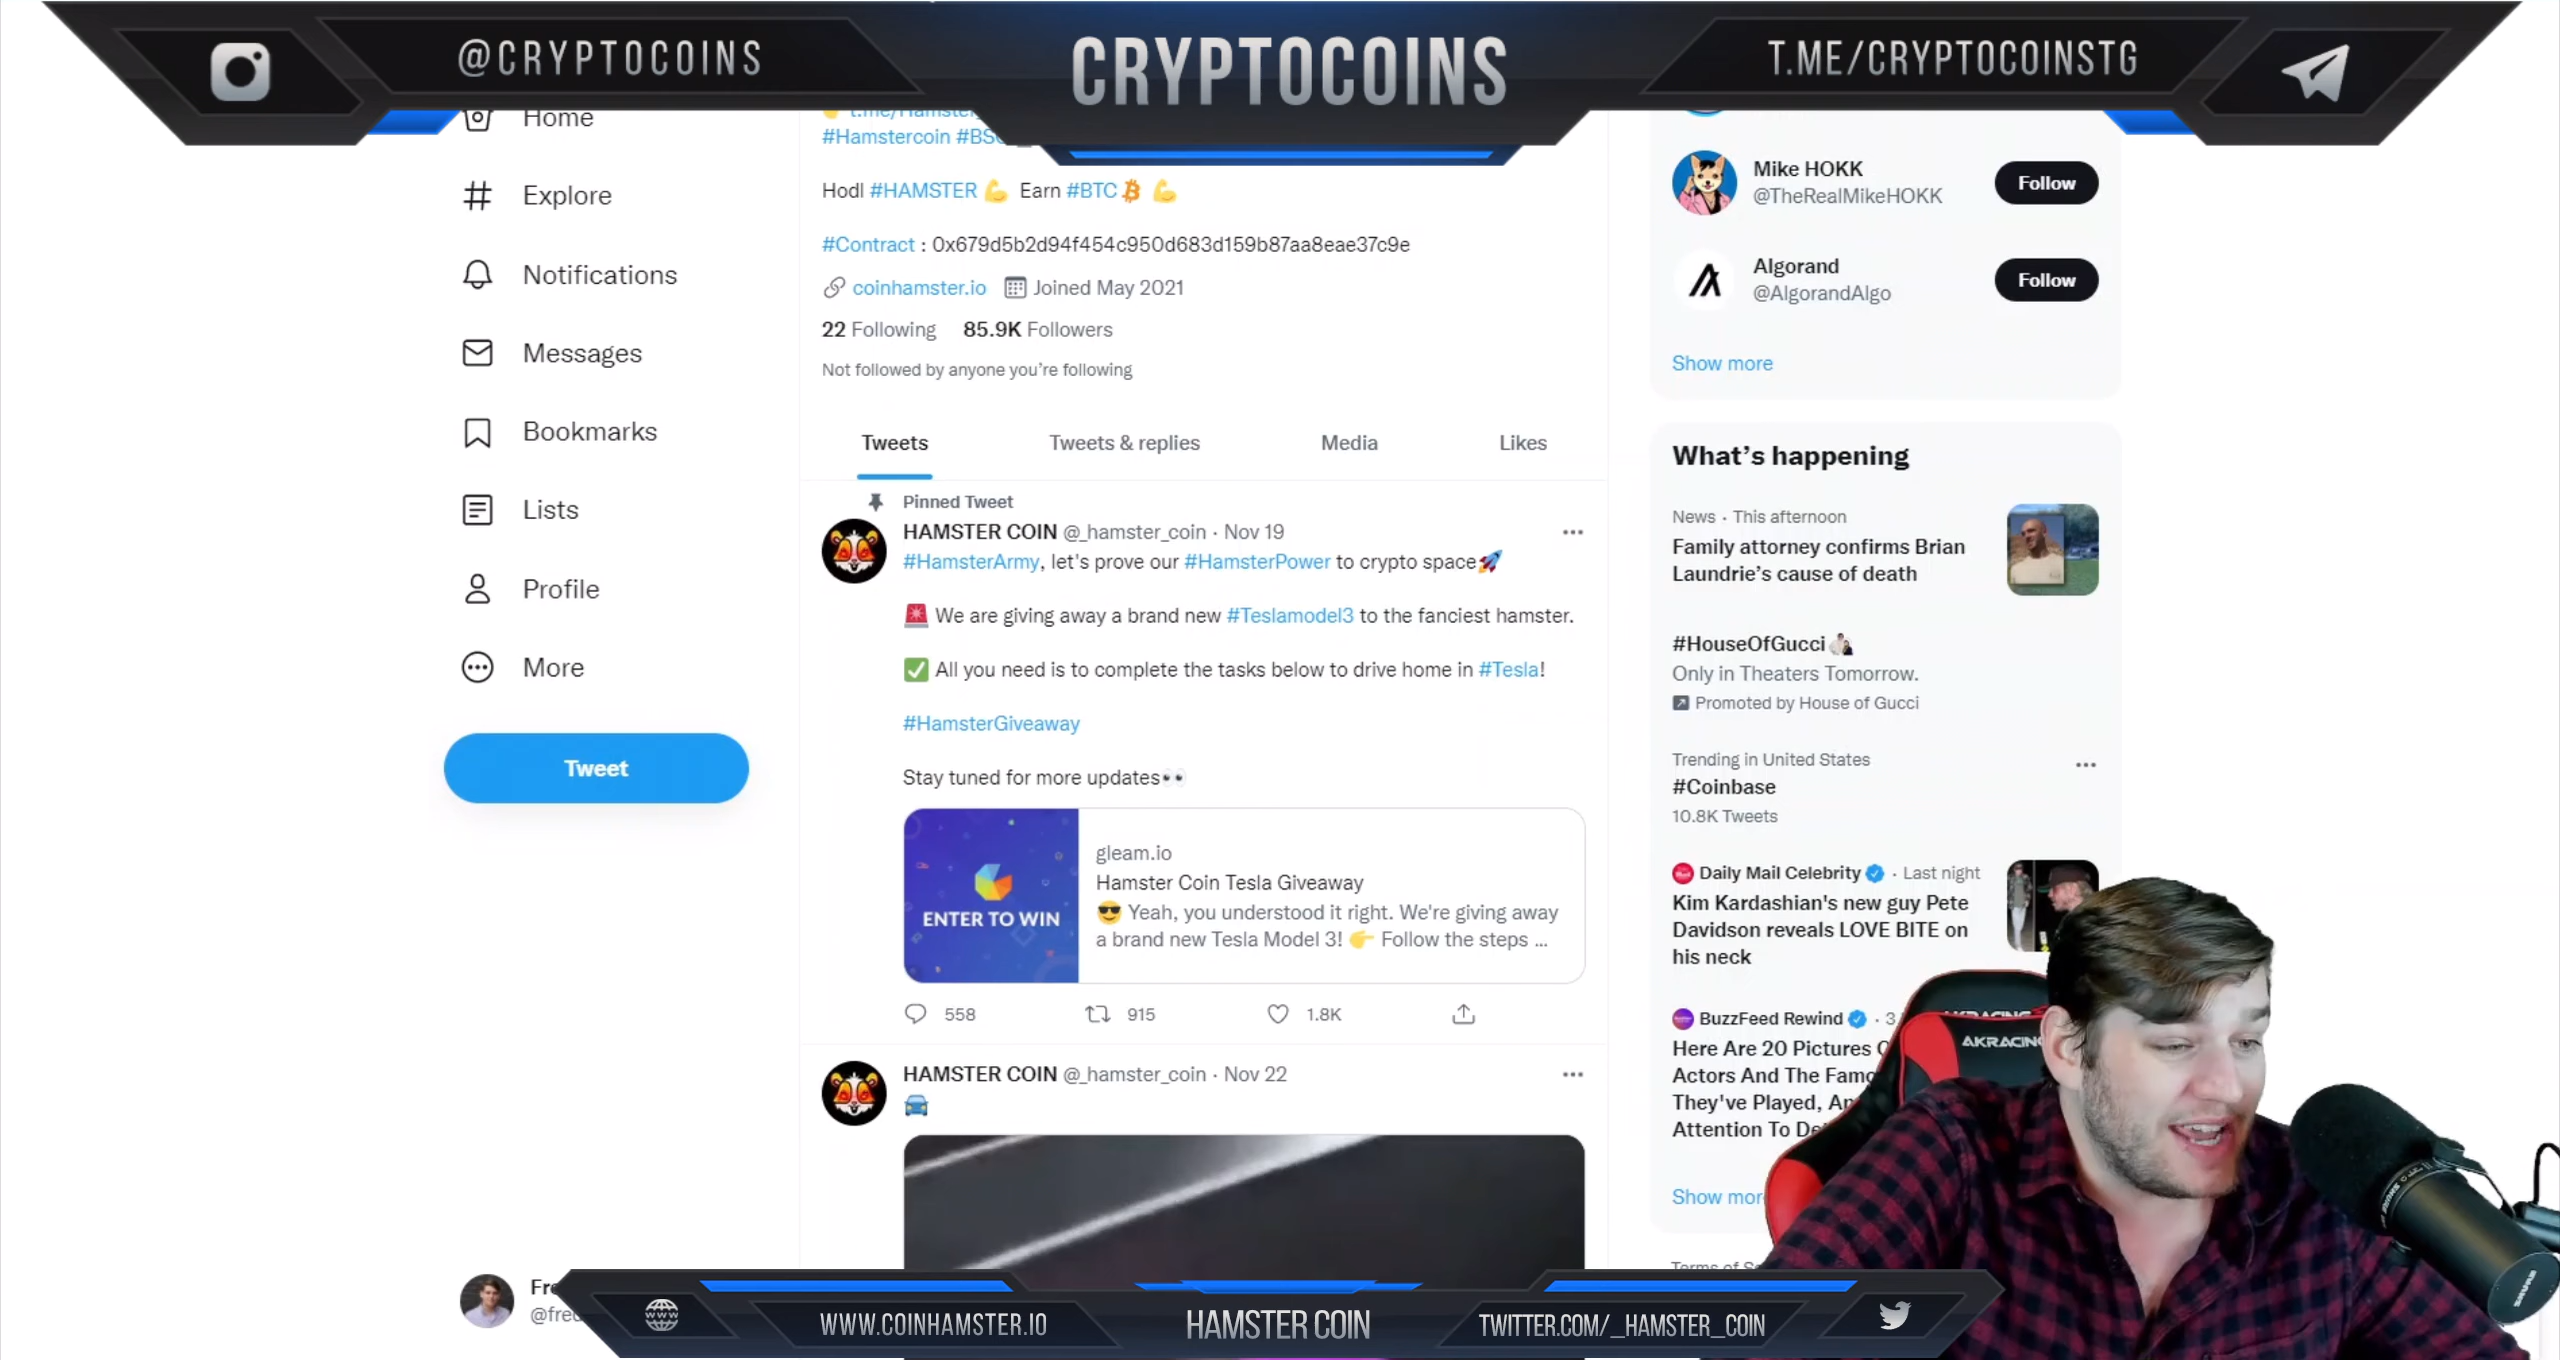 @CRYPTOCOINS
CRYPTOCOINS
T.ME/CRYPTOCOINSTG
Home
Explore
Notifications
Messages
Bookmarks
Lists
Profile
More
Tweet
@fred
#Hamstercoin #BSC
Hodl #HAMSTER 💪 Earn #BTC 💪
#Contract : 0x679d5b2d94f454c950d683d159b87aa8eae37c9e
coinhamster.io Joined May 2021
22 Following 85.9K Followers
Not followed by anyone you're following
Tweets Tweets & replies Media Likes
Pinned Tweet
HAMSTER COIN @_hamster_coin · Nov 19
#HamsterArmy, let's prove our #HamsterPower to crypto space🚀
🚨 We are giving away a brand new #Teslamodel3 to the fanciest hamster.
✅ All you need is to complete the tasks below to drive home in #Tesla!
#HamsterGiveaway
Stay tuned for more updates👀
ENTER TO WIN
gleam.io
Hamster Coin Tesla Giveaway
😎 Yeah, you understood it right. We're giving away
a brand new Tesla Model 3! 👉 Follow the steps ...
558 915 1.8K
HAMSTER COIN @_hamster_coin · Nov 22
🚘
Mike HOKK
@TheRealMikeHOKK
Follow
Algorand
@AlgorandAlgo
Follow
Show more
What's happening
News · This afternoon
Family attorney confirms Brian
Laundrie's cause of death
#HouseOfGucci
Only in Theaters Tomorrow.
Promoted by House of Gucci
Trending in United States
#Coinbase
10.8K Tweets
Daily Mail Celebrity · Last night
Kim Kardashian's new guy Pete
Davidson reveals LOVE BITE on
his neck
BuzzFeed Rewind · 3
Here Are 20 Pictures
Actors And The
They've Played,
Attention To
Show
AKRACING
SHURE
WWW.COINHAMSTER.IO
HAMSTER COIN
TWITTER.COM/_HAMSTER_COIN